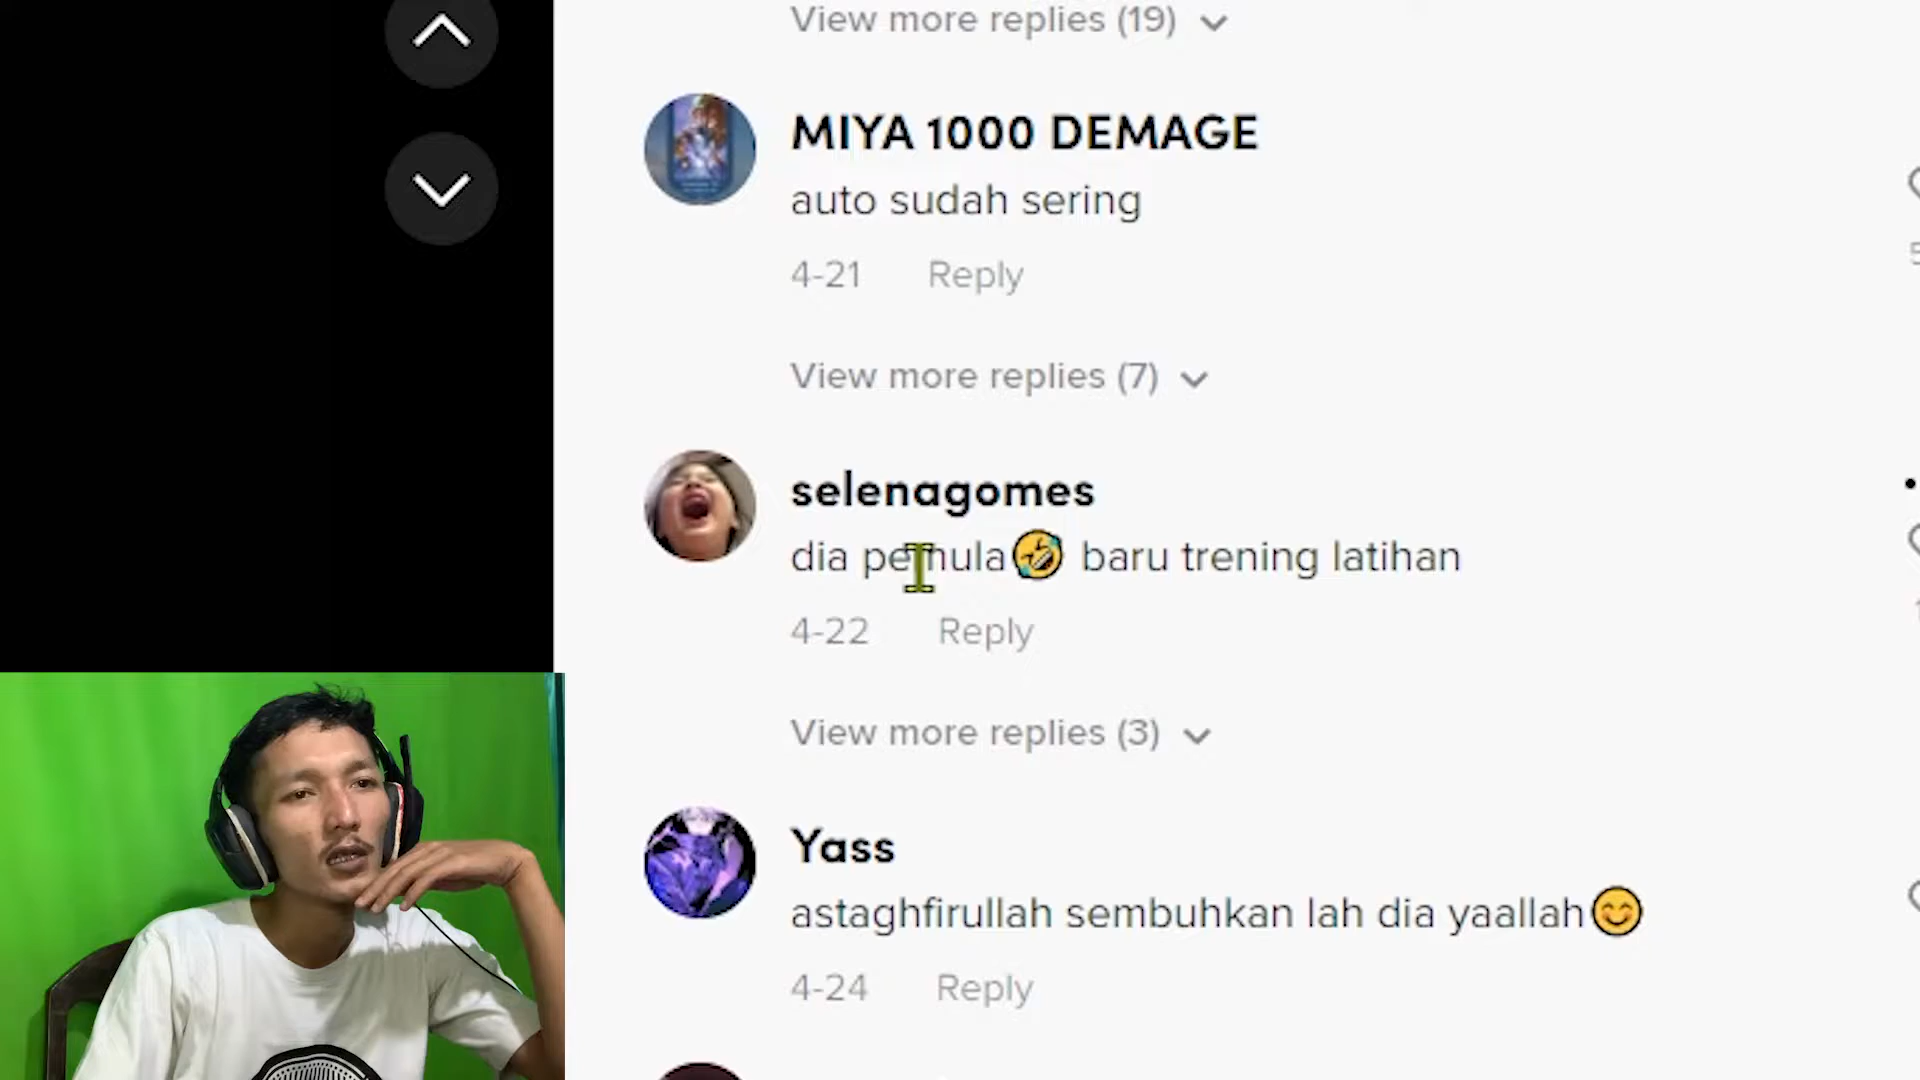 View more replies (19)
MIYA 1000 DEMAGE
auto sudah sering
4-21 Reply
View more replies (7)
selenagomes
dia pemula🤣 baru trening latihan
4-22 Reply
View more replies (3)
Yass
astaghfirullah sembuhkan lah dia yaallah😊
4-24 Reply